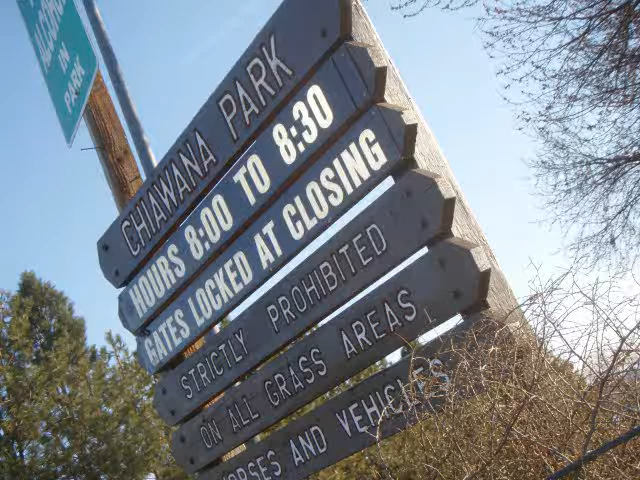 ALCOHOL
IN
PARK
CHIAWANA PARK
HOURS 8:00 TO 8:30
GATES LOCKED AT CLOSING
STRICTLY PROHIBITED
ON ALL GRASS AREAS
HORSES AND VEHICLES